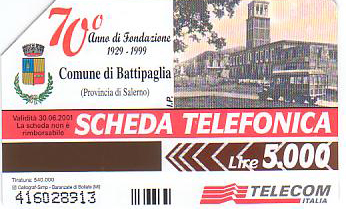 70° Anno di Fondazione
1929 - 1999
Comune di Battipaglia
(Provincia di Salerno)
I.P.
Validità 30.06.2001
La scheda non è
rimborsabile
SCHEDA TELEFONICA
Lire 5.000
Tiratura: 540.000
416028913
TELECOM
ITALIA